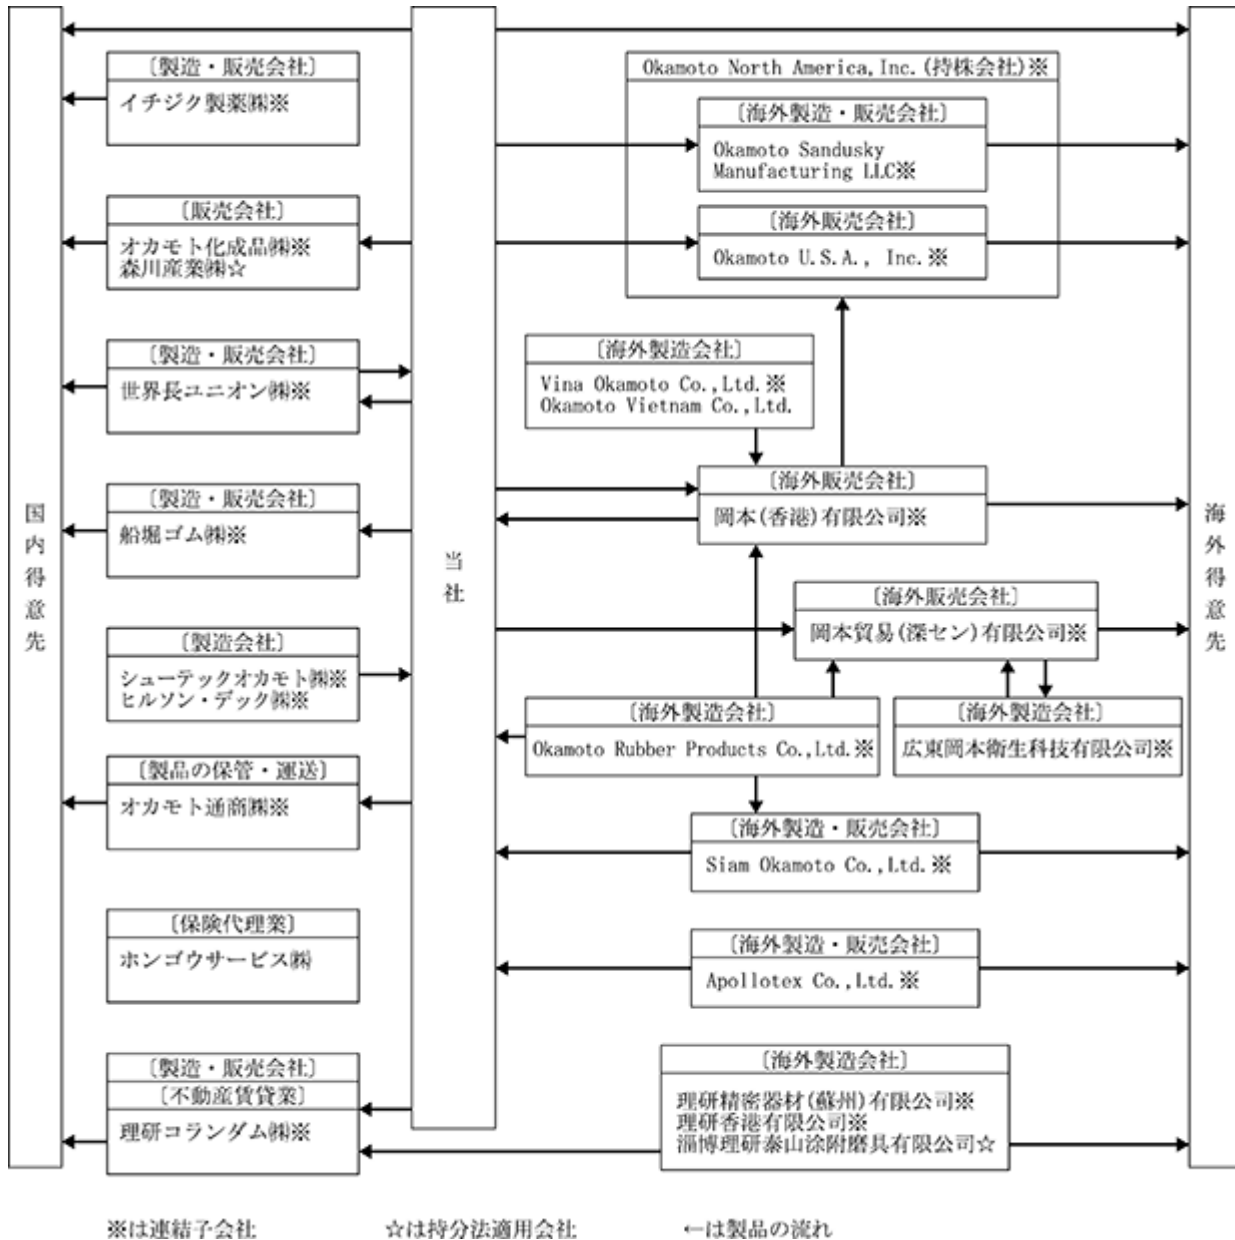 国内得意先
〔製造・販売会社〕
イチジク製薬㈱※
〔販売会社〕
オカモト化成品㈱※
森川産業㈱☆
〔製造・販売会社〕
世界長ユニオン㈱※
〔製造・販売会社〕
船堀ゴム㈱※
〔製造会社〕
シューテックオカモト㈱※
ヒルソン・デック㈱※
〔製品の保管・運送〕
オカモト通商㈱※
〔保険代理業〕
ホンゴウサービス㈱
〔製造・販売会社〕
〔不動産賃貸業〕
理研コランダム㈱※
当社
Okamoto North America,Inc.(持株会社)※
〔海外製造・販売会社〕
Okamoto Sandusky
Manufacturing LLC※
〔海外販売会社〕
Okamoto U.S.A., Inc.※
〔海外製造会社〕
Vina Okamoto Co.,Ltd.※
Okamoto Vietnam Co.,Ltd.
〔海外販売会社〕
岡本(香港)有限公司※
〔海外販売会社〕
岡本貿易(深セン)有限公司※
〔海外製造会社〕
Okamoto Rubber Products Co.,Ltd.※
〔海外製造会社〕
広東岡本衛生科技有限公司※
〔海外製造・販売会社〕
Siam Okamoto Co.,Ltd.※
〔海外製造・販売会社〕
Apollotex Co.,Ltd.※
〔海外製造会社〕
理研精密器材(蘇州)有限公司※
理研香港有限公司※
淄博理研泰山涂附磨具有限公司☆
海外得意先
※は連結子会社 ☆は持分法適用会社 ←は製品の流れ